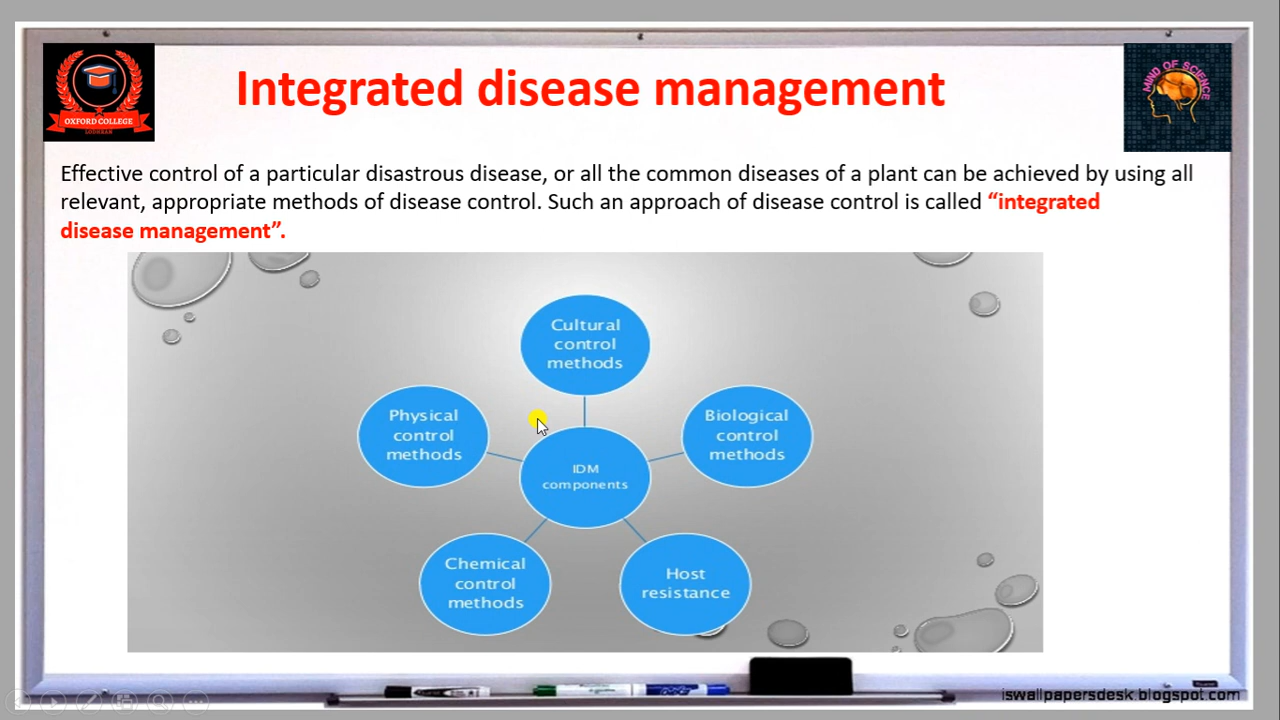 Integrated disease management
OXFORD COLLEGE
LODHRAN
MIND OF SCIENCE
Effective control of a particular disastrous disease, or all the common diseases of a plant can be achieved by using all
relevant, appropriate methods of disease control. Such an approach of disease control is called “integrated
disease management”.
Cultural
control
methods
Physical
control
methods
Biological
control
methods
IDM
components
Chemical
control
methods
Host
resistance
iswallpapersdesk.blogspot.com